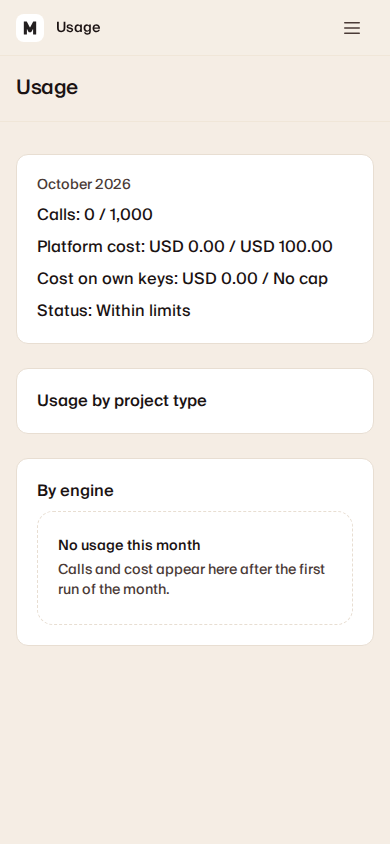 M Usage
Usage
October 2026
Calls: 0 / 1,000
Platform cost: USD 0.00 / USD 100.00
Cost on own keys: USD 0.00 / No cap
Status: Within limits
Usage by project type
By engine
No usage this month
Calls and cost appear here after the first
run of the month.